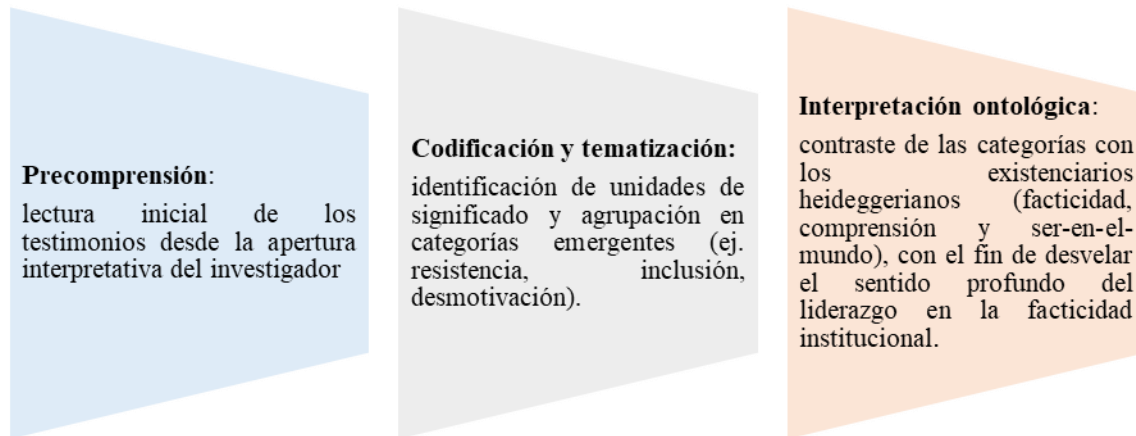 Precomprensión:
lectura inicial de los
testimonios desde la apertura
interpretativa del investigador
Codificación y tematización:
identificación de unidades de
significado y agrupación en
categorías emergentes (ej.
resistencia, inclusión,
desmotivación).
Interpretación ontológica:
contraste de las categorías con
los existenciarios
heideggerianos (facticidad,
comprensión y ser-en-el-
mundo), con el fin de desvelar
el sentido profundo del
liderazgo en la facticidad
institucional.